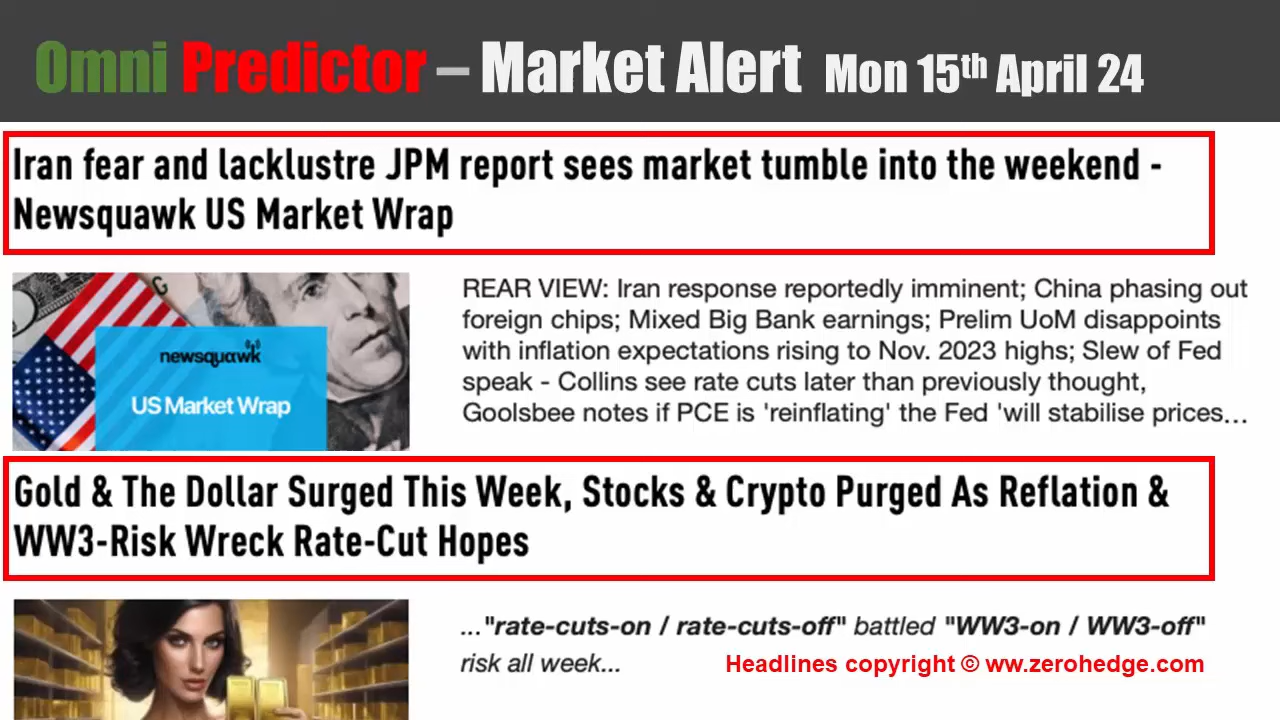 Omni Predictor – Market Alert Mon 15th April 24
Iran fear and lacklustre JPM report sees market tumble into the weekend -
Newsquawk US Market Wrap
G
newsquawk
US Market Wrap
REAR VIEW: Iran response reportedly imminent; China phasing out
foreign chips; Mixed Big Bank earnings; Prelim UoM disappoints
with inflation expectations rising to Nov. 2023 highs; Slew of Fed
speak - Collins see rate cuts later than previously thought,
Goolsbee notes if PCE is 'reinflating' the Fed 'will stabilise prices...
Gold & The Dollar Surged This Week, Stocks & Crypto Purged As Reflation &
WW3-Risk Wreck Rate-Cut Hopes
..."rate-cuts-on / rate-cuts-off" battled "WW3-on / WW3-off"
risk all week...
Headlines copyright © ww.zerohedge.com